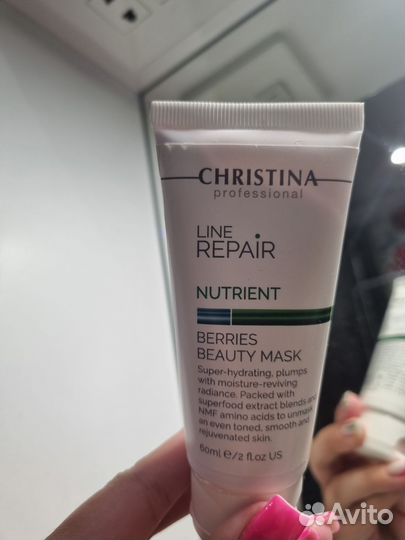 CHRISTINA
professional
LINE
REPAIR
NUTRIENT
BERRIES
BEAUTY MASK
Super-hydrating, plumps
with moisture-reviving
radiance. Packed with
superfood extract blends and
NMF amino acids to unmask
an even toned, smooth and
rejuvenated skin.
60ml ℮/2 fl.oz US
Avito